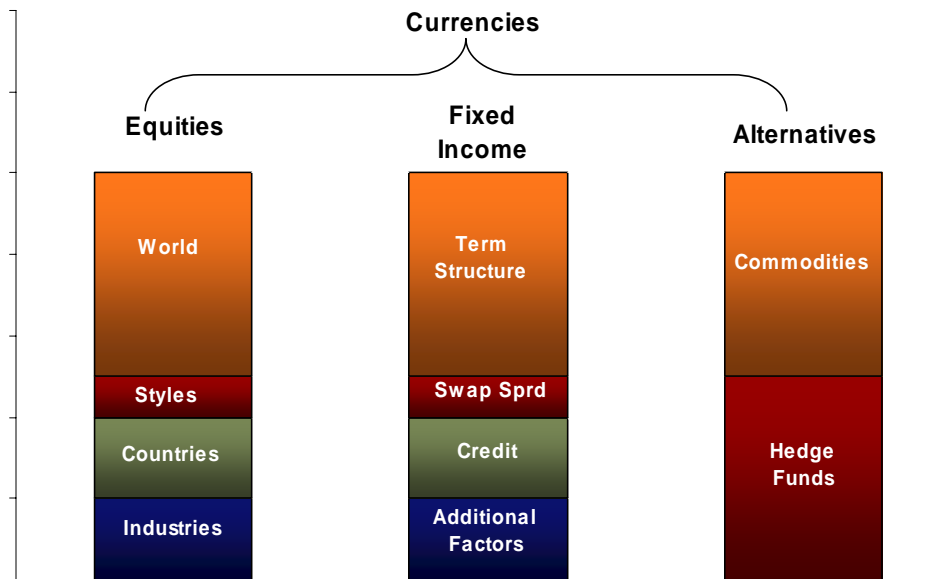 Currencies
Equities
Fixed
Income
Alternatives
World
Term
Structure
Commodities
Styles
Swap Sprd
Countries
Credit
Hedge
Funds
Industries
Additional
Factors